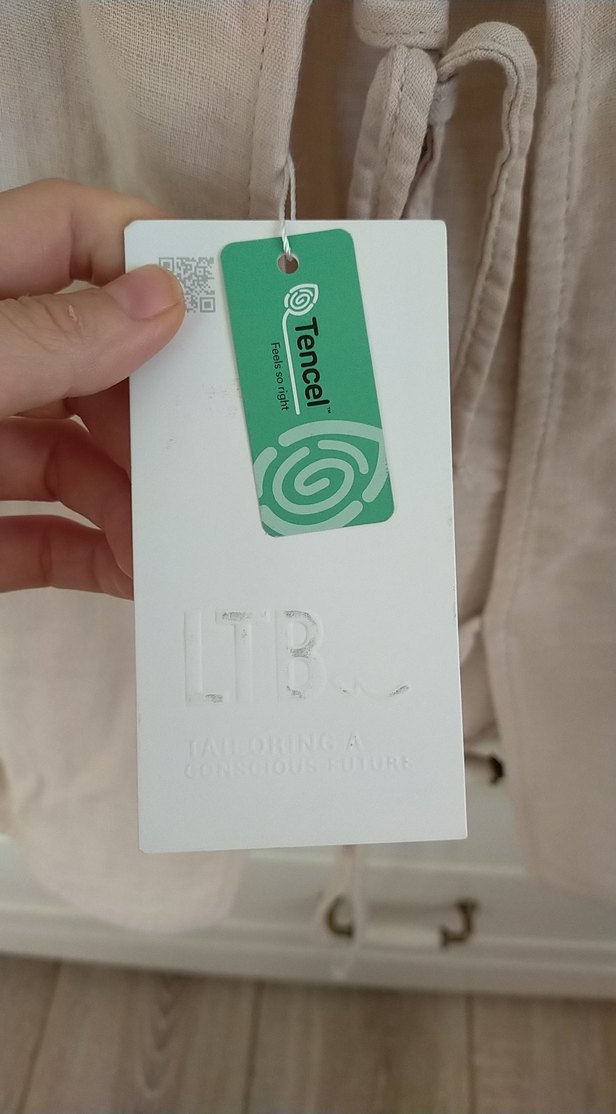 Tencel™
Feels so right
LTB
TAILORING A
CONSCIOUS FUTURE